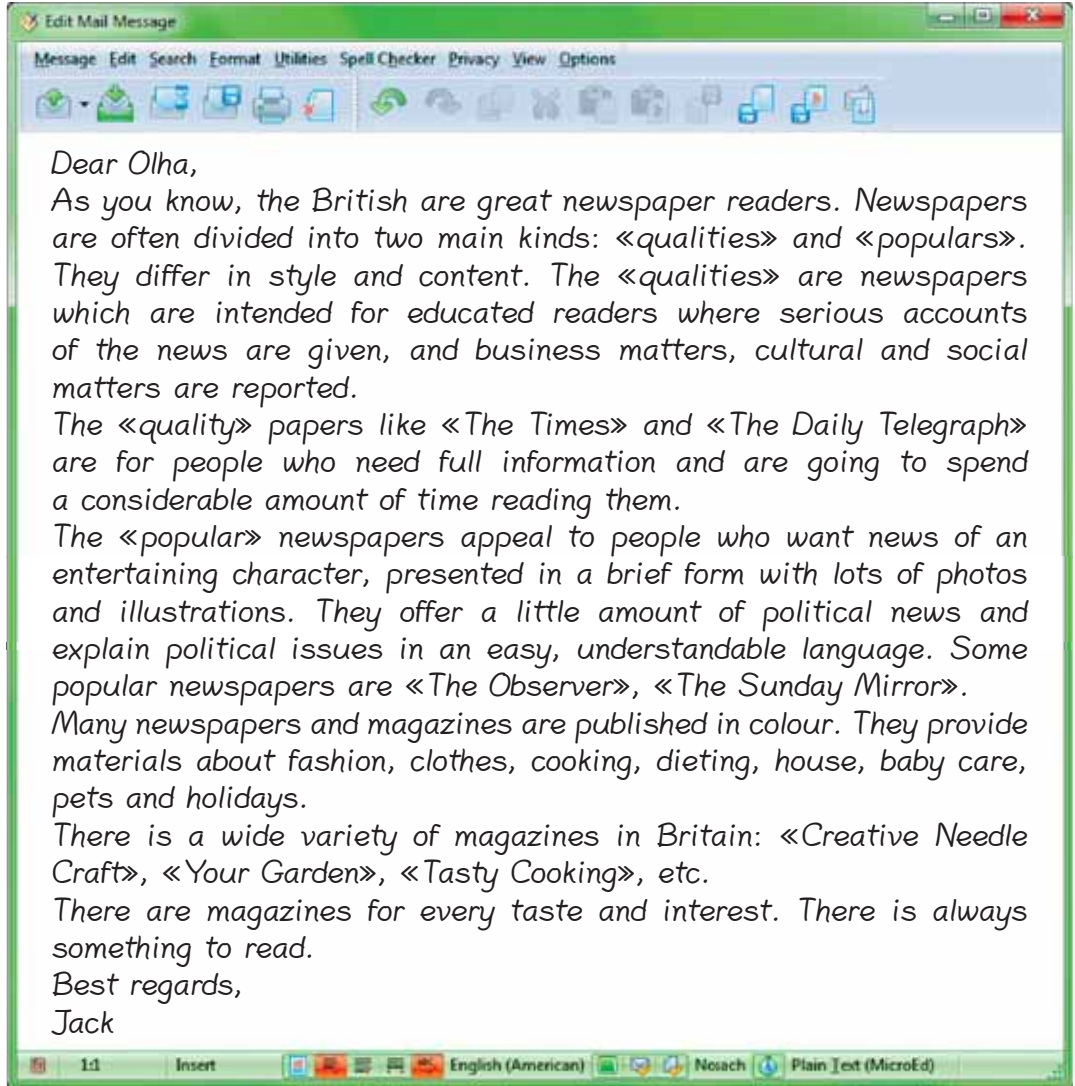 Edit Mail Message
Message Edit Search Format Utilities Spell Checker Privacy View Options
Dear Olha,
As you know, the British are great newspaper readers. Newspapers
are often divided into two main kinds: «qualities» and «populars».
They differ in style and content. The «qualities» are newspapers
which are intended for educated readers where serious accounts
of the news are given, and business matters, cultural and social
matters are reported.
The «quality» papers like «The Times» and «The Daily Telegraph»
are for people who need full information and are going to spend
a considerable amount of time reading them.
The «popular» newspapers appeal to people who want news of an
entertaining character, presented in a brief form with lots of photos
and illustrations. They offer a little amount of political news and
explain political issues in an easy, understandable language. Some
popular newspapers are «The Observer», «The Sunday Mirror».
Many newspapers and magazines are published in colour. They provide
materials about fashion, clothes, cooking, dieting, house, baby care,
pets and holidays.
There is a wide variety of magazines in Britain: «Creative Needle
Craft», «Your Garden», «Tasty Cooking», etc.
There are magazines for every taste and interest. There is always
something to read.
Best regards,
Jack
1:1 Insert English (American) Nosach Plain Text (MicroEd)